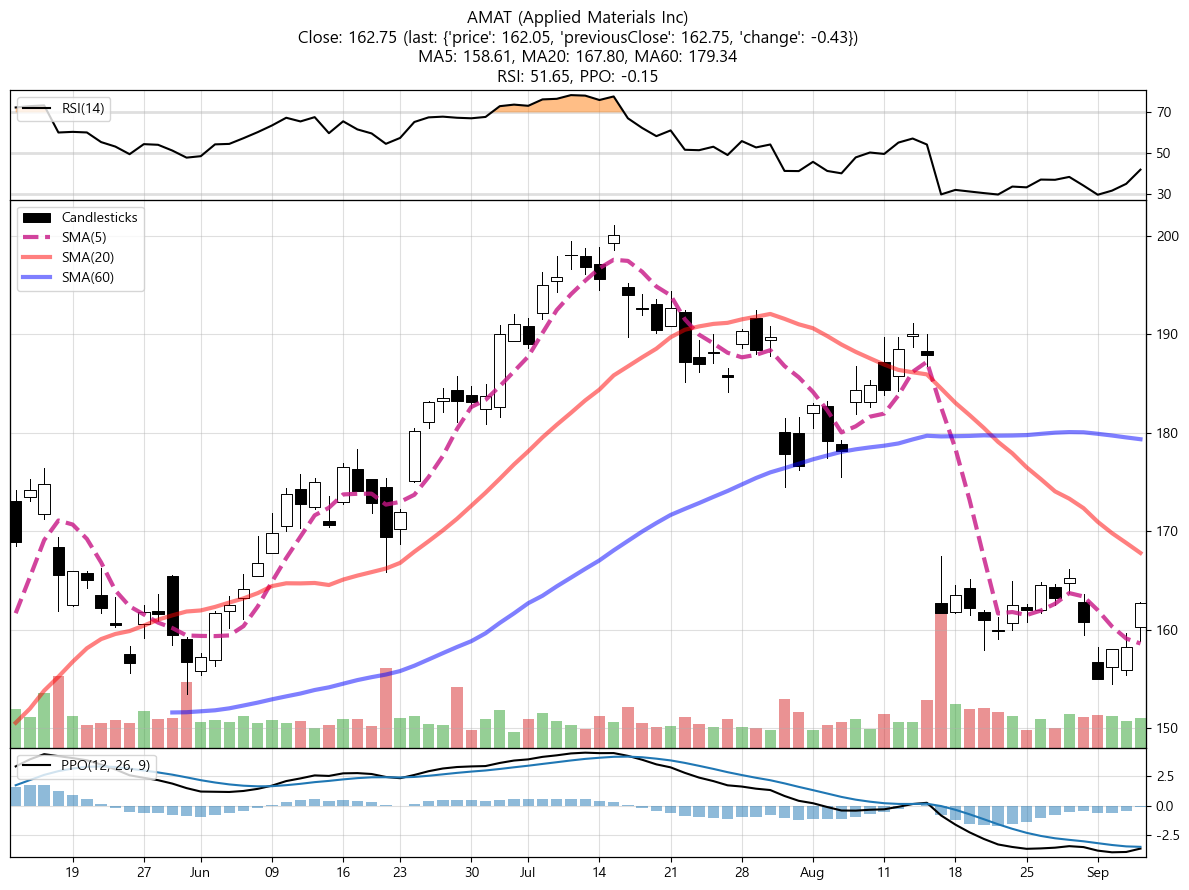 AMAT (Applied Materials Inc)
Close: 162.75 (last: {'price': 162.05, 'previousClose': 162.75, 'change': -0.43})
MA5: 158.61, MA20: 167.80, MA60: 179.34
RSI: 51.65, PPO: -0.15
RSI(14)
70
50
30
Candlesticks
SMA(5)
SMA(20)
SMA(60)
200
190
180
170
160
150
PPO(12, 26, 9)
2.5
0.0
-2.5
19 27 Jun 09 16 23 Jul 14 21 28 Aug 11 18 25 Sep